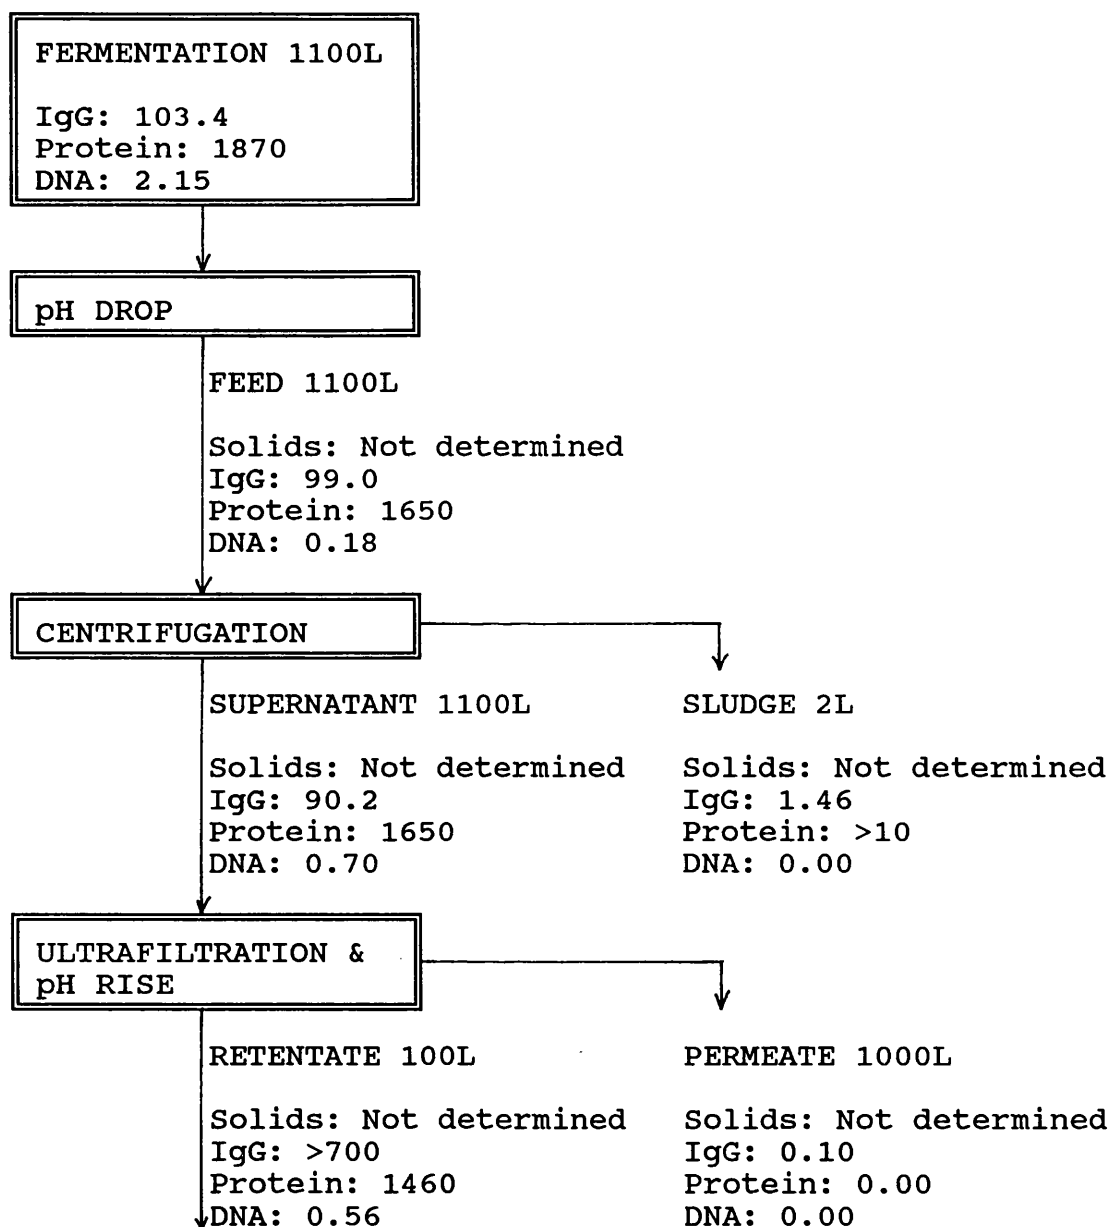 FERMENTATION 1100L
IgG: 103.4
Protein: 1870
DNA: 2.15
pH DROP
FEED 1100L
Solids: Not determined
IgG: 99.0
Protein: 1650
DNA: 0.18
CENTRIFUGATION
SUPERNATANT 1100L
Solids: Not determined
IgG: 90.2
Protein: 1650
DNA: 0.70
SLUDGE 2L
Solids: Not determined
IgG: 1.46
Protein: >10
DNA: 0.00
ULTRAFILTRATION &
pH RISE
RETENTATE 100L
Solids: Not determined
IgG: >700
Protein: 1460
DNA: 0.56
PERMEATE 1000L
Solids: Not determined
IgG: 0.10
Protein: 0.00
DNA: 0.00